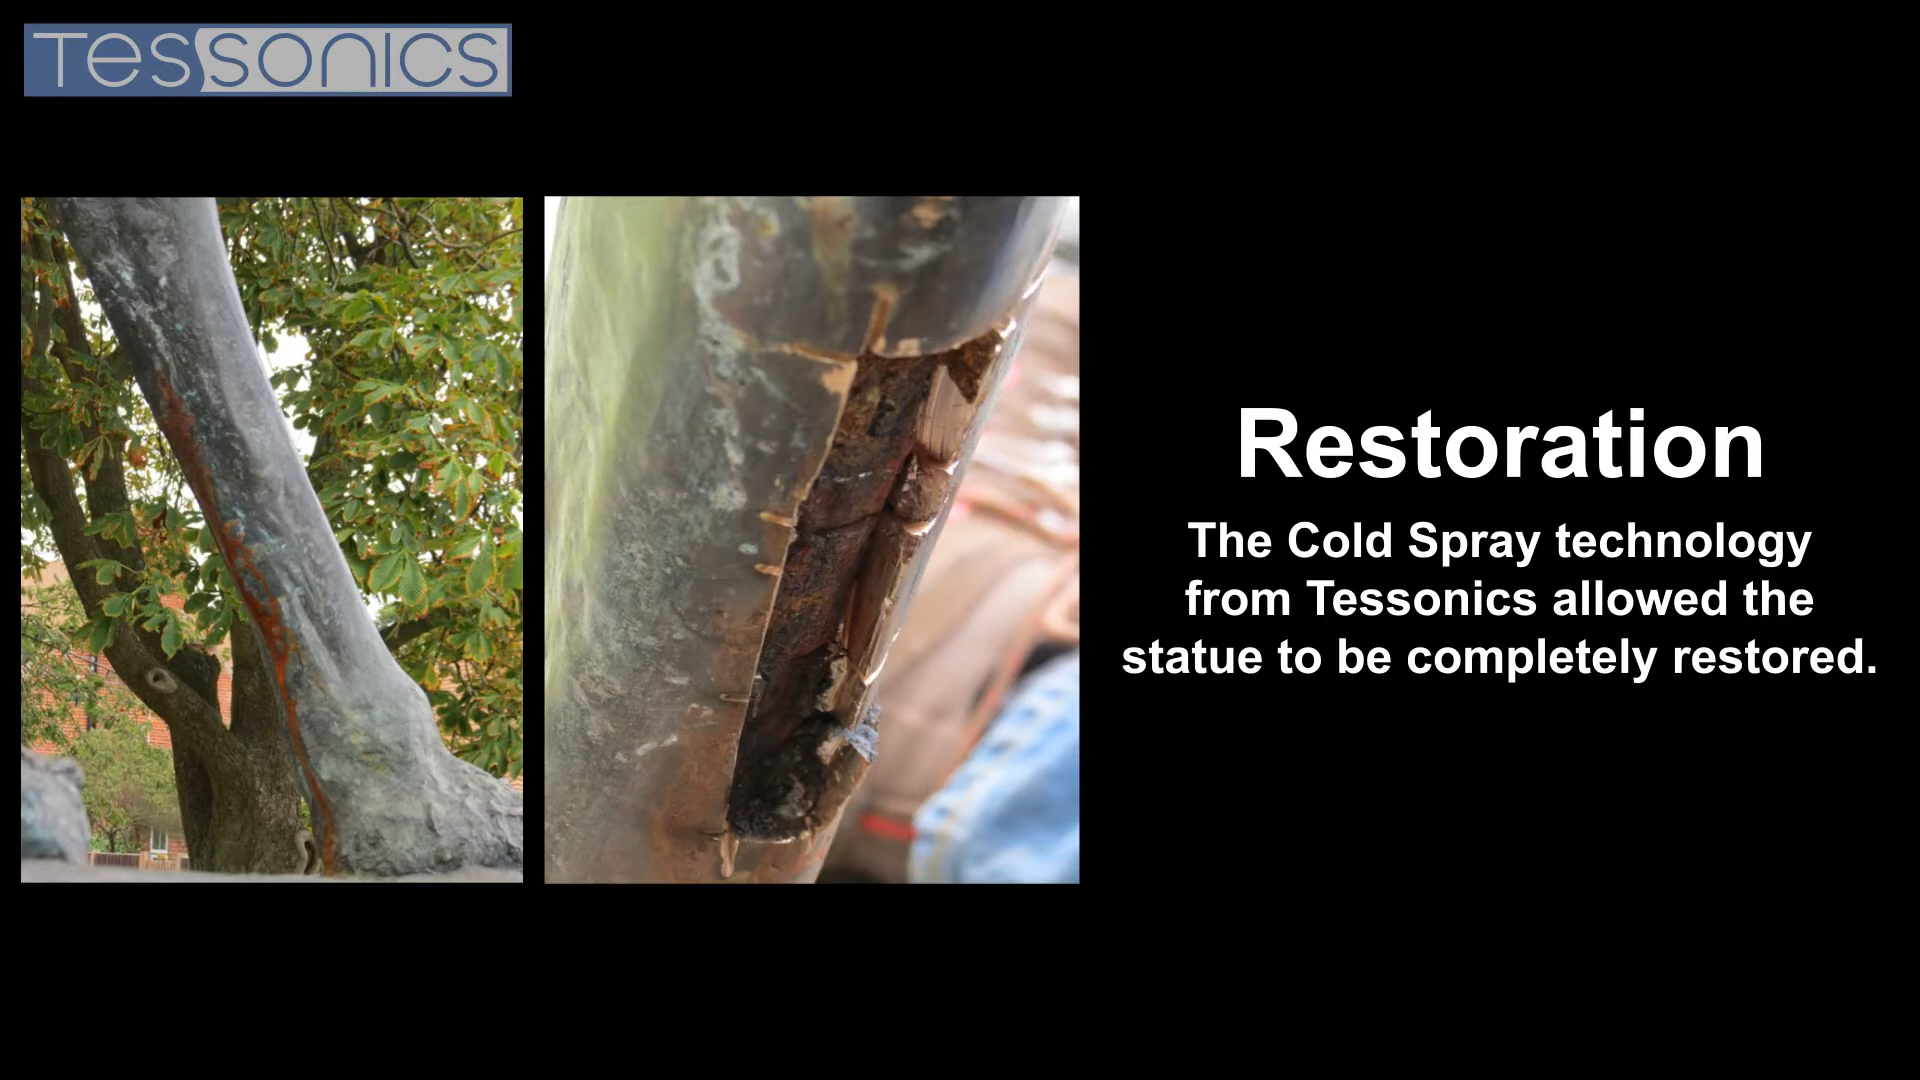 Tessonics
Restoration
The Cold Spray technology
from Tessonics allowed the
statue to be completely restored.